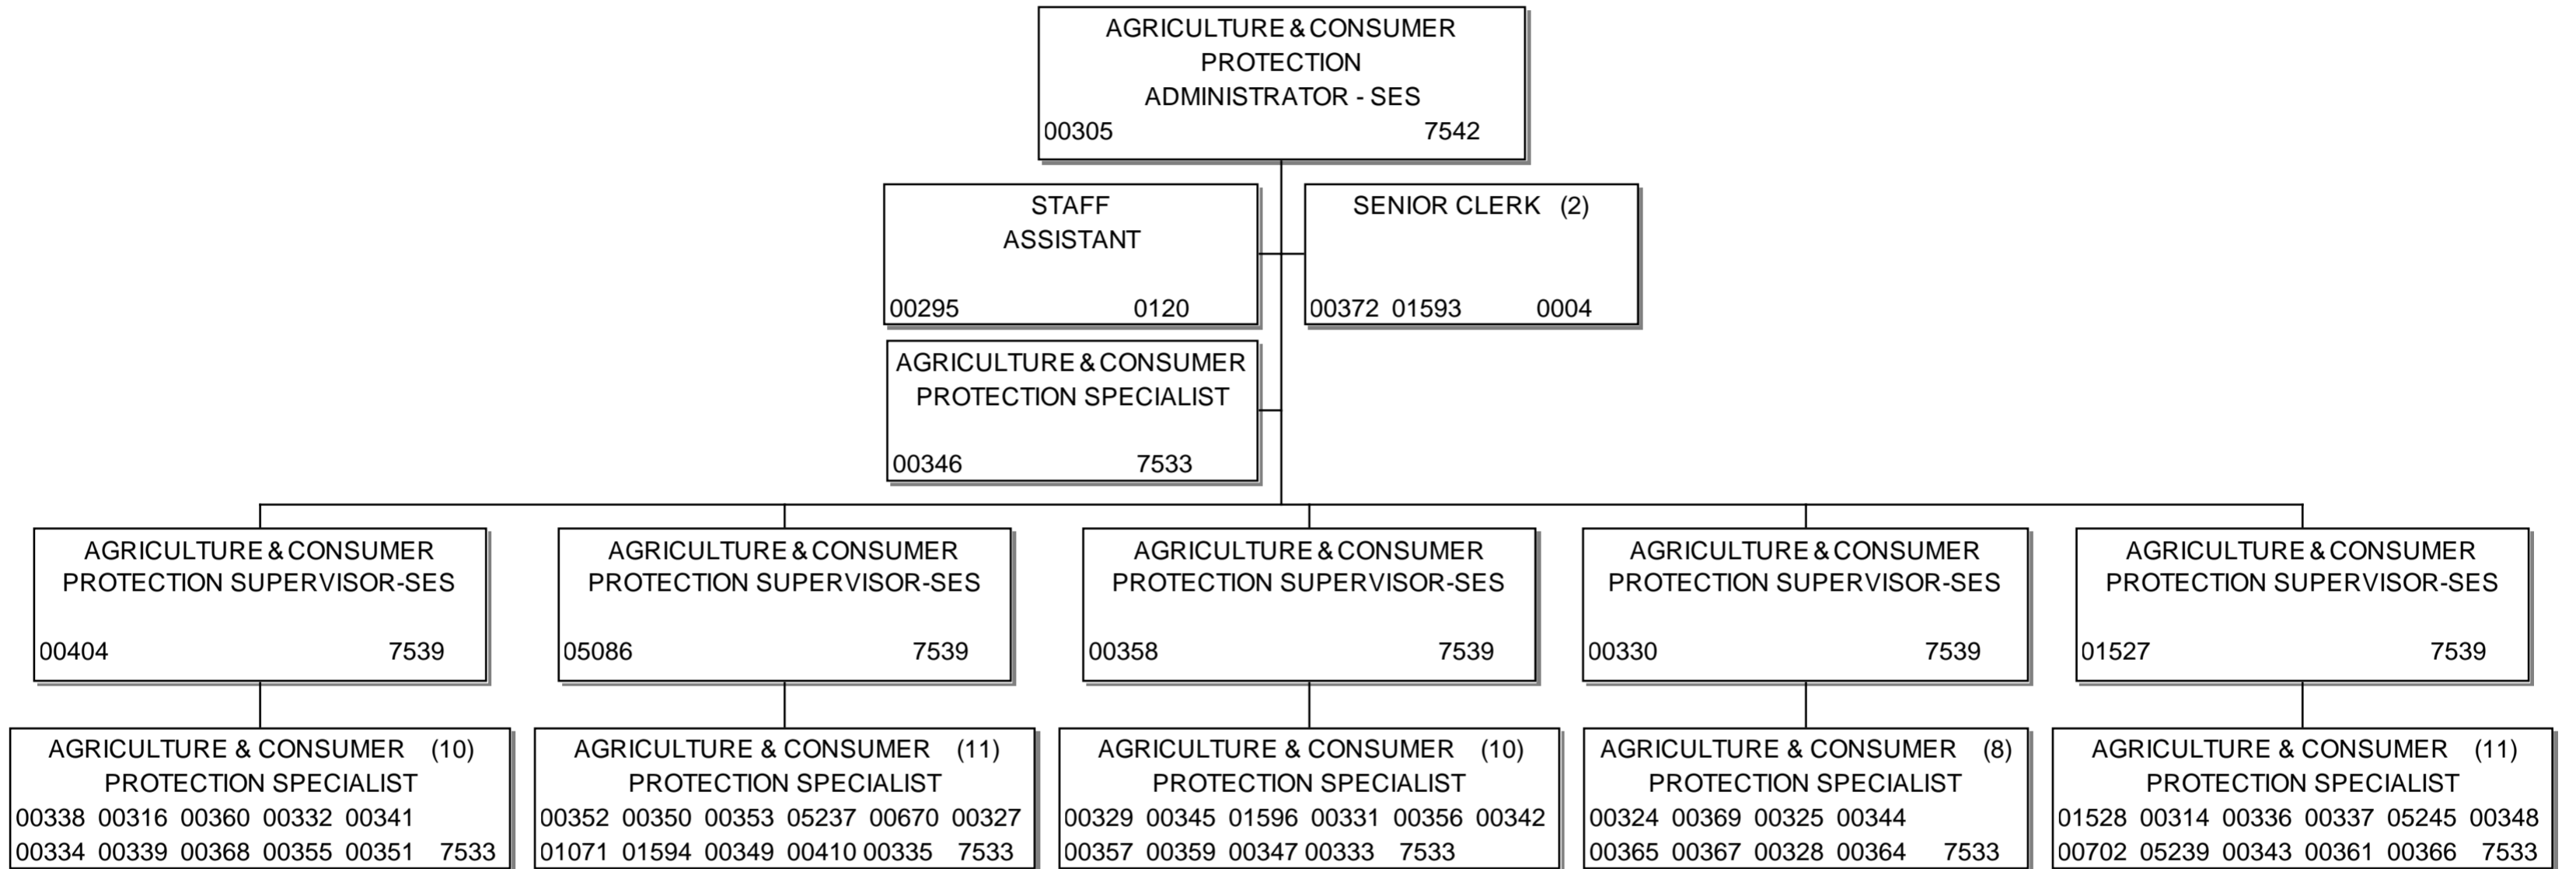 AGRICULTURE & CONSUMER
PROTECTION
ADMINISTRATOR - SES
00305 7542
STAFF
ASSISTANT
00295 0120
SENIOR CLERK (2)
00372 01593 0004
AGRICULTURE & CONSUMER
PROTECTION SPECIALIST
00346 7533
AGRICULTURE & CONSUMER
PROTECTION SUPERVISOR-SES
00404 7539
AGRICULTURE & CONSUMER
PROTECTION SUPERVISOR-SES
05086 7539
AGRICULTURE & CONSUMER
PROTECTION SUPERVISOR-SES
00358 7539
AGRICULTURE & CONSUMER
PROTECTION SUPERVISOR-SES
00330 7539
AGRICULTURE & CONSUMER
PROTECTION SUPERVISOR-SES
01527 7539
AGRICULTURE & CONSUMER (10)
PROTECTION SPECIALIST
00338 00316 00360 00332 00341
00334 00339 00368 00355 00351 7533
AGRICULTURE & CONSUMER (11)
PROTECTION SPECIALIST
00352 00350 00353 05237 00670 00327
01071 01594 00349 00410 00335 7533
AGRICULTURE & CONSUMER (10)
PROTECTION SPECIALIST
00329 00345 01596 00331 00356 00342
00357 00359 00347 00333 7533
AGRICULTURE & CONSUMER (8)
PROTECTION SPECIALIST
00324 00369 00325 00344
00365 00367 00328 00364 7533
AGRICULTURE & CONSUMER (11)
PROTECTION SPECIALIST
01528 00314 00336 00337 05245 00348
00702 05239 00343 00361 00366 7533